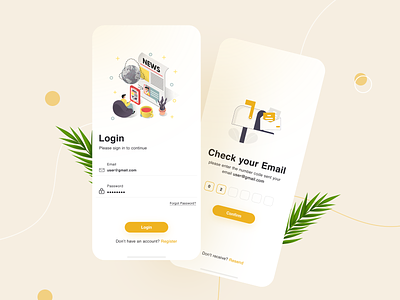 NEWS
Login
Please sign in to continue
Email
user@gmail.com
Password
••••••••
Forgot Password?
Login
Don't have an account? Register
Check your Email
please enter the number code sent your
email user@gmail.com
Confirm
Don't receive? Resend